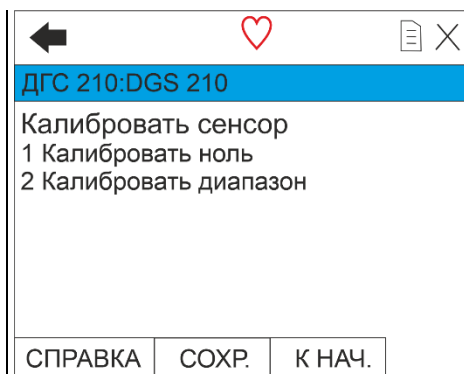 ДГС 210:DGS 210
Калибровать сенсор
1 Калибровать ноль
2 Калибровать диапазон
СПРАВКА СОХР. К НАЧ.